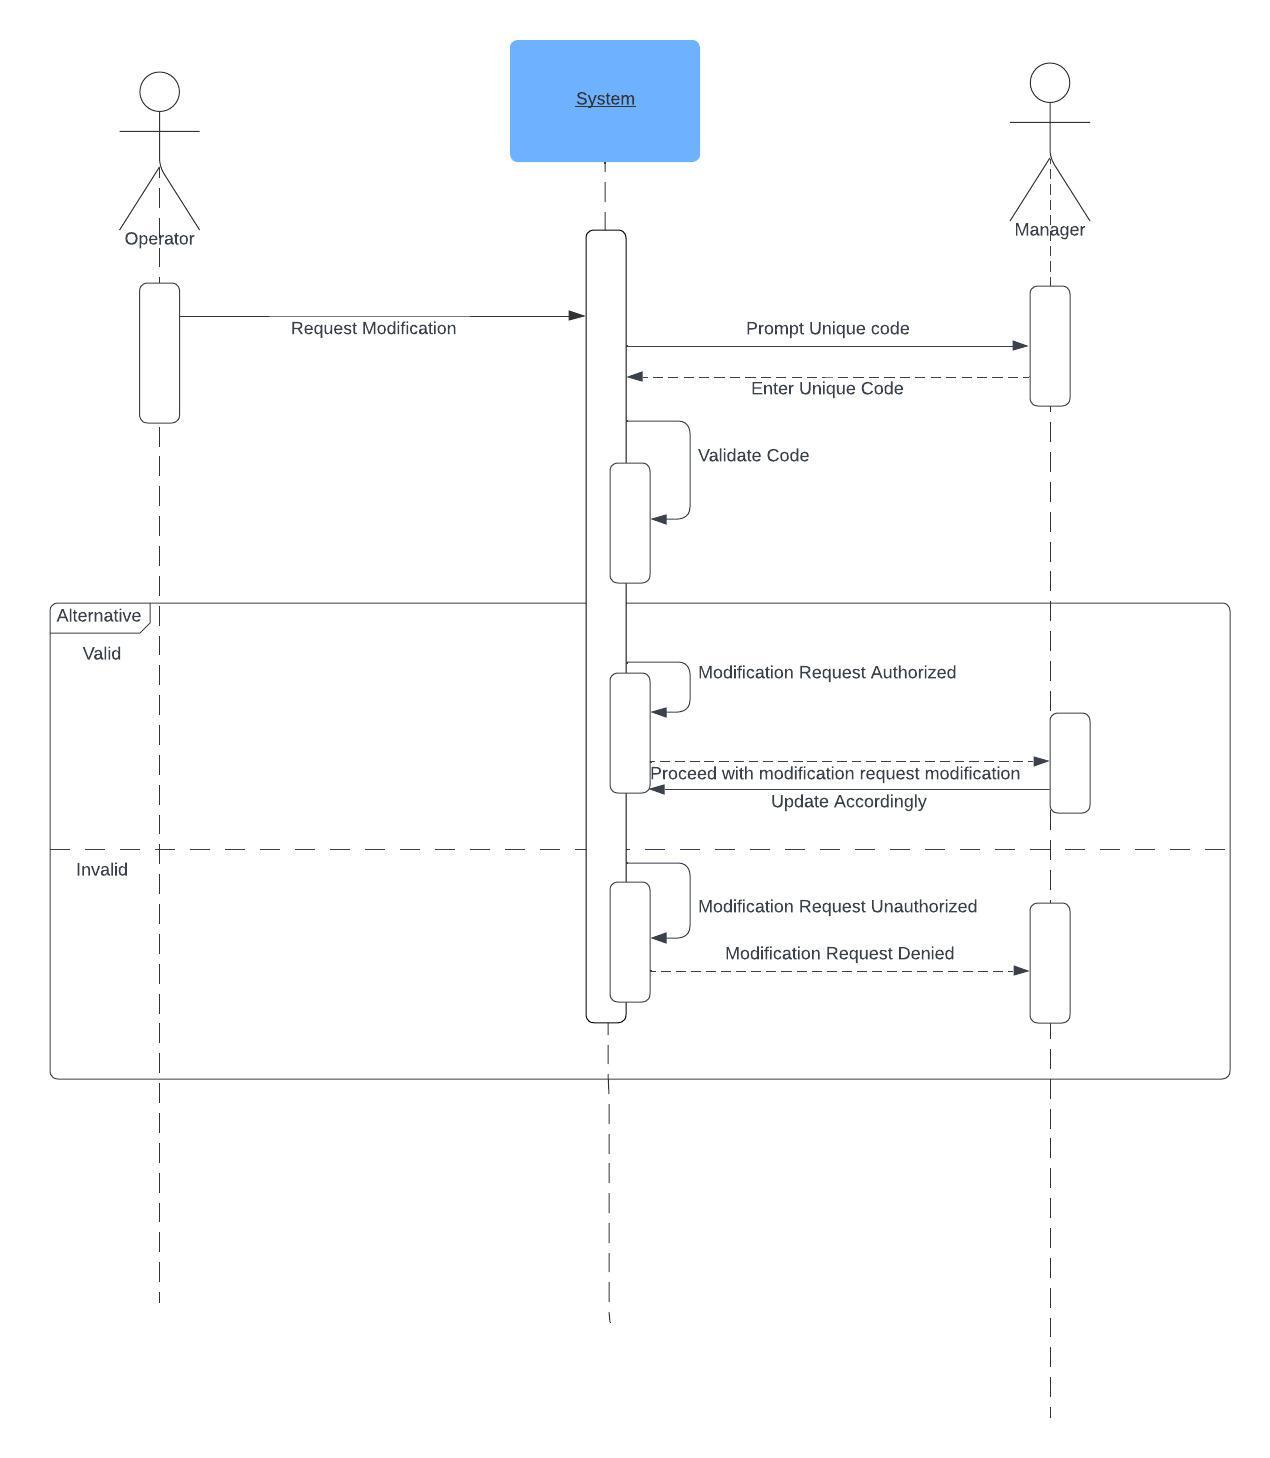 System
Operator
Manager
Request Modification
Prompt Unique code
Enter Unique Code
Validate Code
Alternative
Valid
Modification Request Authorized
Proceed with modification request modification
Update Accordingly
Invalid
Modification Request Unauthorized
Modification Request Denied